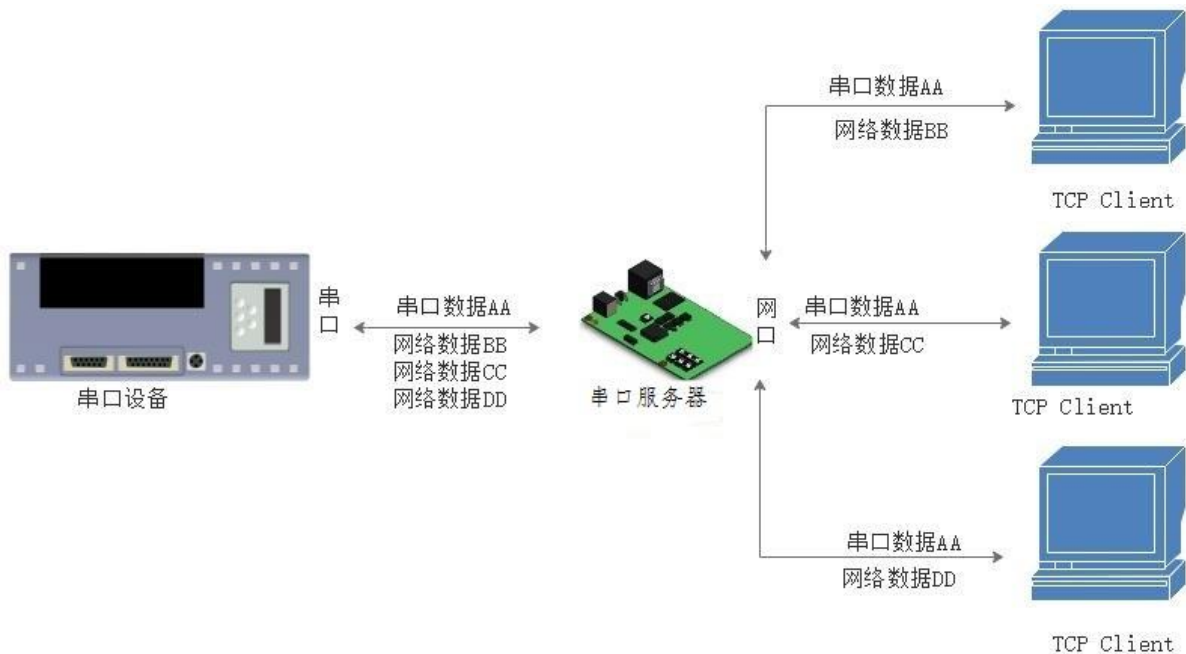 串口数据AA
网络数据BB
TCP Client
串口
串口数据AA
网络数据BB
网络数据CC
网络数据DD
串口设备
串口服务器
网口
串口数据AA
网络数据CC
TCP Client
串口数据AA
网络数据DD
TCP Client